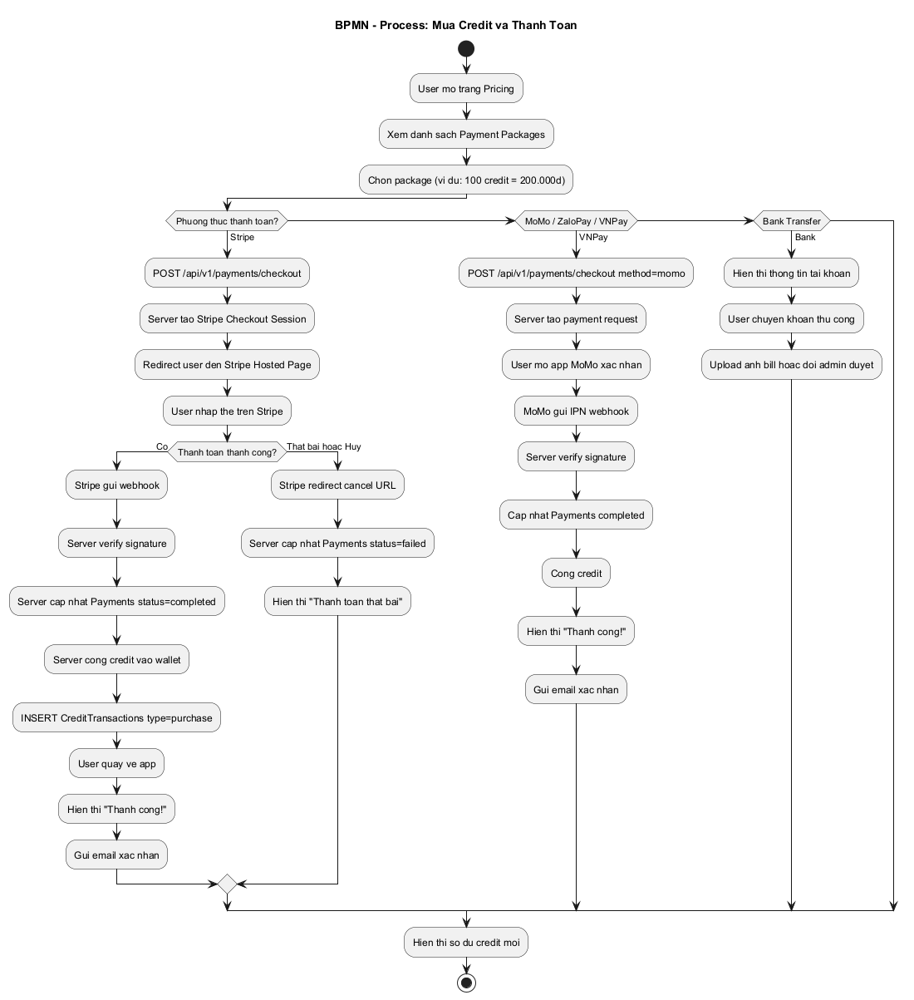 BPMN - Process: Mua Credit va Thanh Toan
User mo trang Pricing
Xem danh sach Payment Packages
Chon package (vi du: 100 credit = 200.000d)
Phuong thuc thanh toan?
Stripe
POST /api/v1/payments/checkout
Server tao Stripe Checkout Session
Redirect user den Stripe Hosted Page
User nhap the tren Stripe
Thanh toan thanh cong?
Co
Stripe gui webhook
Server verify signature
Server cap nhat Payments status=completed
Server cong credit vao wallet
INSERT CreditTransactions type=purchase
User quay ve app
Hien thi "Thanh cong!"
Gui email xac nhan
That bai hoac Huy
Stripe redirect cancel URL
Server cap nhat Payments status=failed
Hien thi "Thanh toan that bai"
MoMo / ZaloPay / VNPay
VNPay
POST /api/v1/payments/checkout method=momo
Server tao payment request
User mo app MoMo xac nhan
MoMo gui IPN webhook
Server verify signature
Cap nhat Payments completed
Cong credit
Hien thi "Thanh cong!"
Gui email xac nhan
Bank Transfer
Bank
Hien thi thong tin tai khoan
User chuyen khoan thu cong
Upload anh bill hoac doi admin duyet
Hien thi so du credit moi